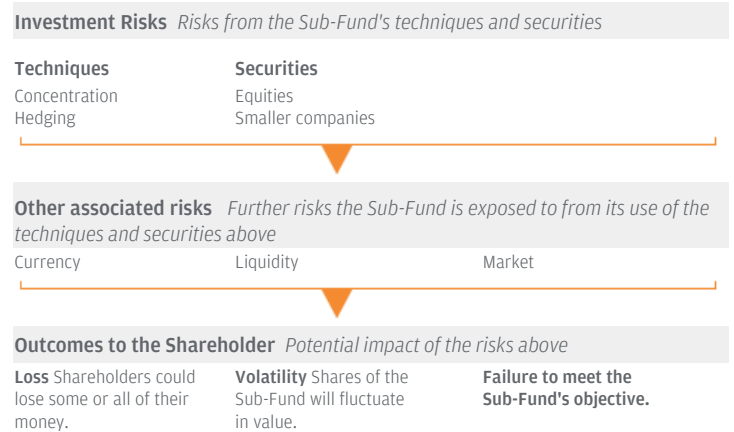 Investment Risks Risks from the Sub-Fund's techniques and securities
Techniques
Concentration
Hedging
Securities
Equities
Smaller companies
Other associated risks Further risks the Sub-Fund is exposed to from its use of the
techniques and securities above
Currency
Liquidity
Market
Outcomes to the Shareholder Potential impact of the risks above
Loss Shareholders could
lose some or all of their
money.
Volatility Shares of the
Sub-Fund will fluctuate
in value.
Failure to meet the
Sub-Fund's objective.